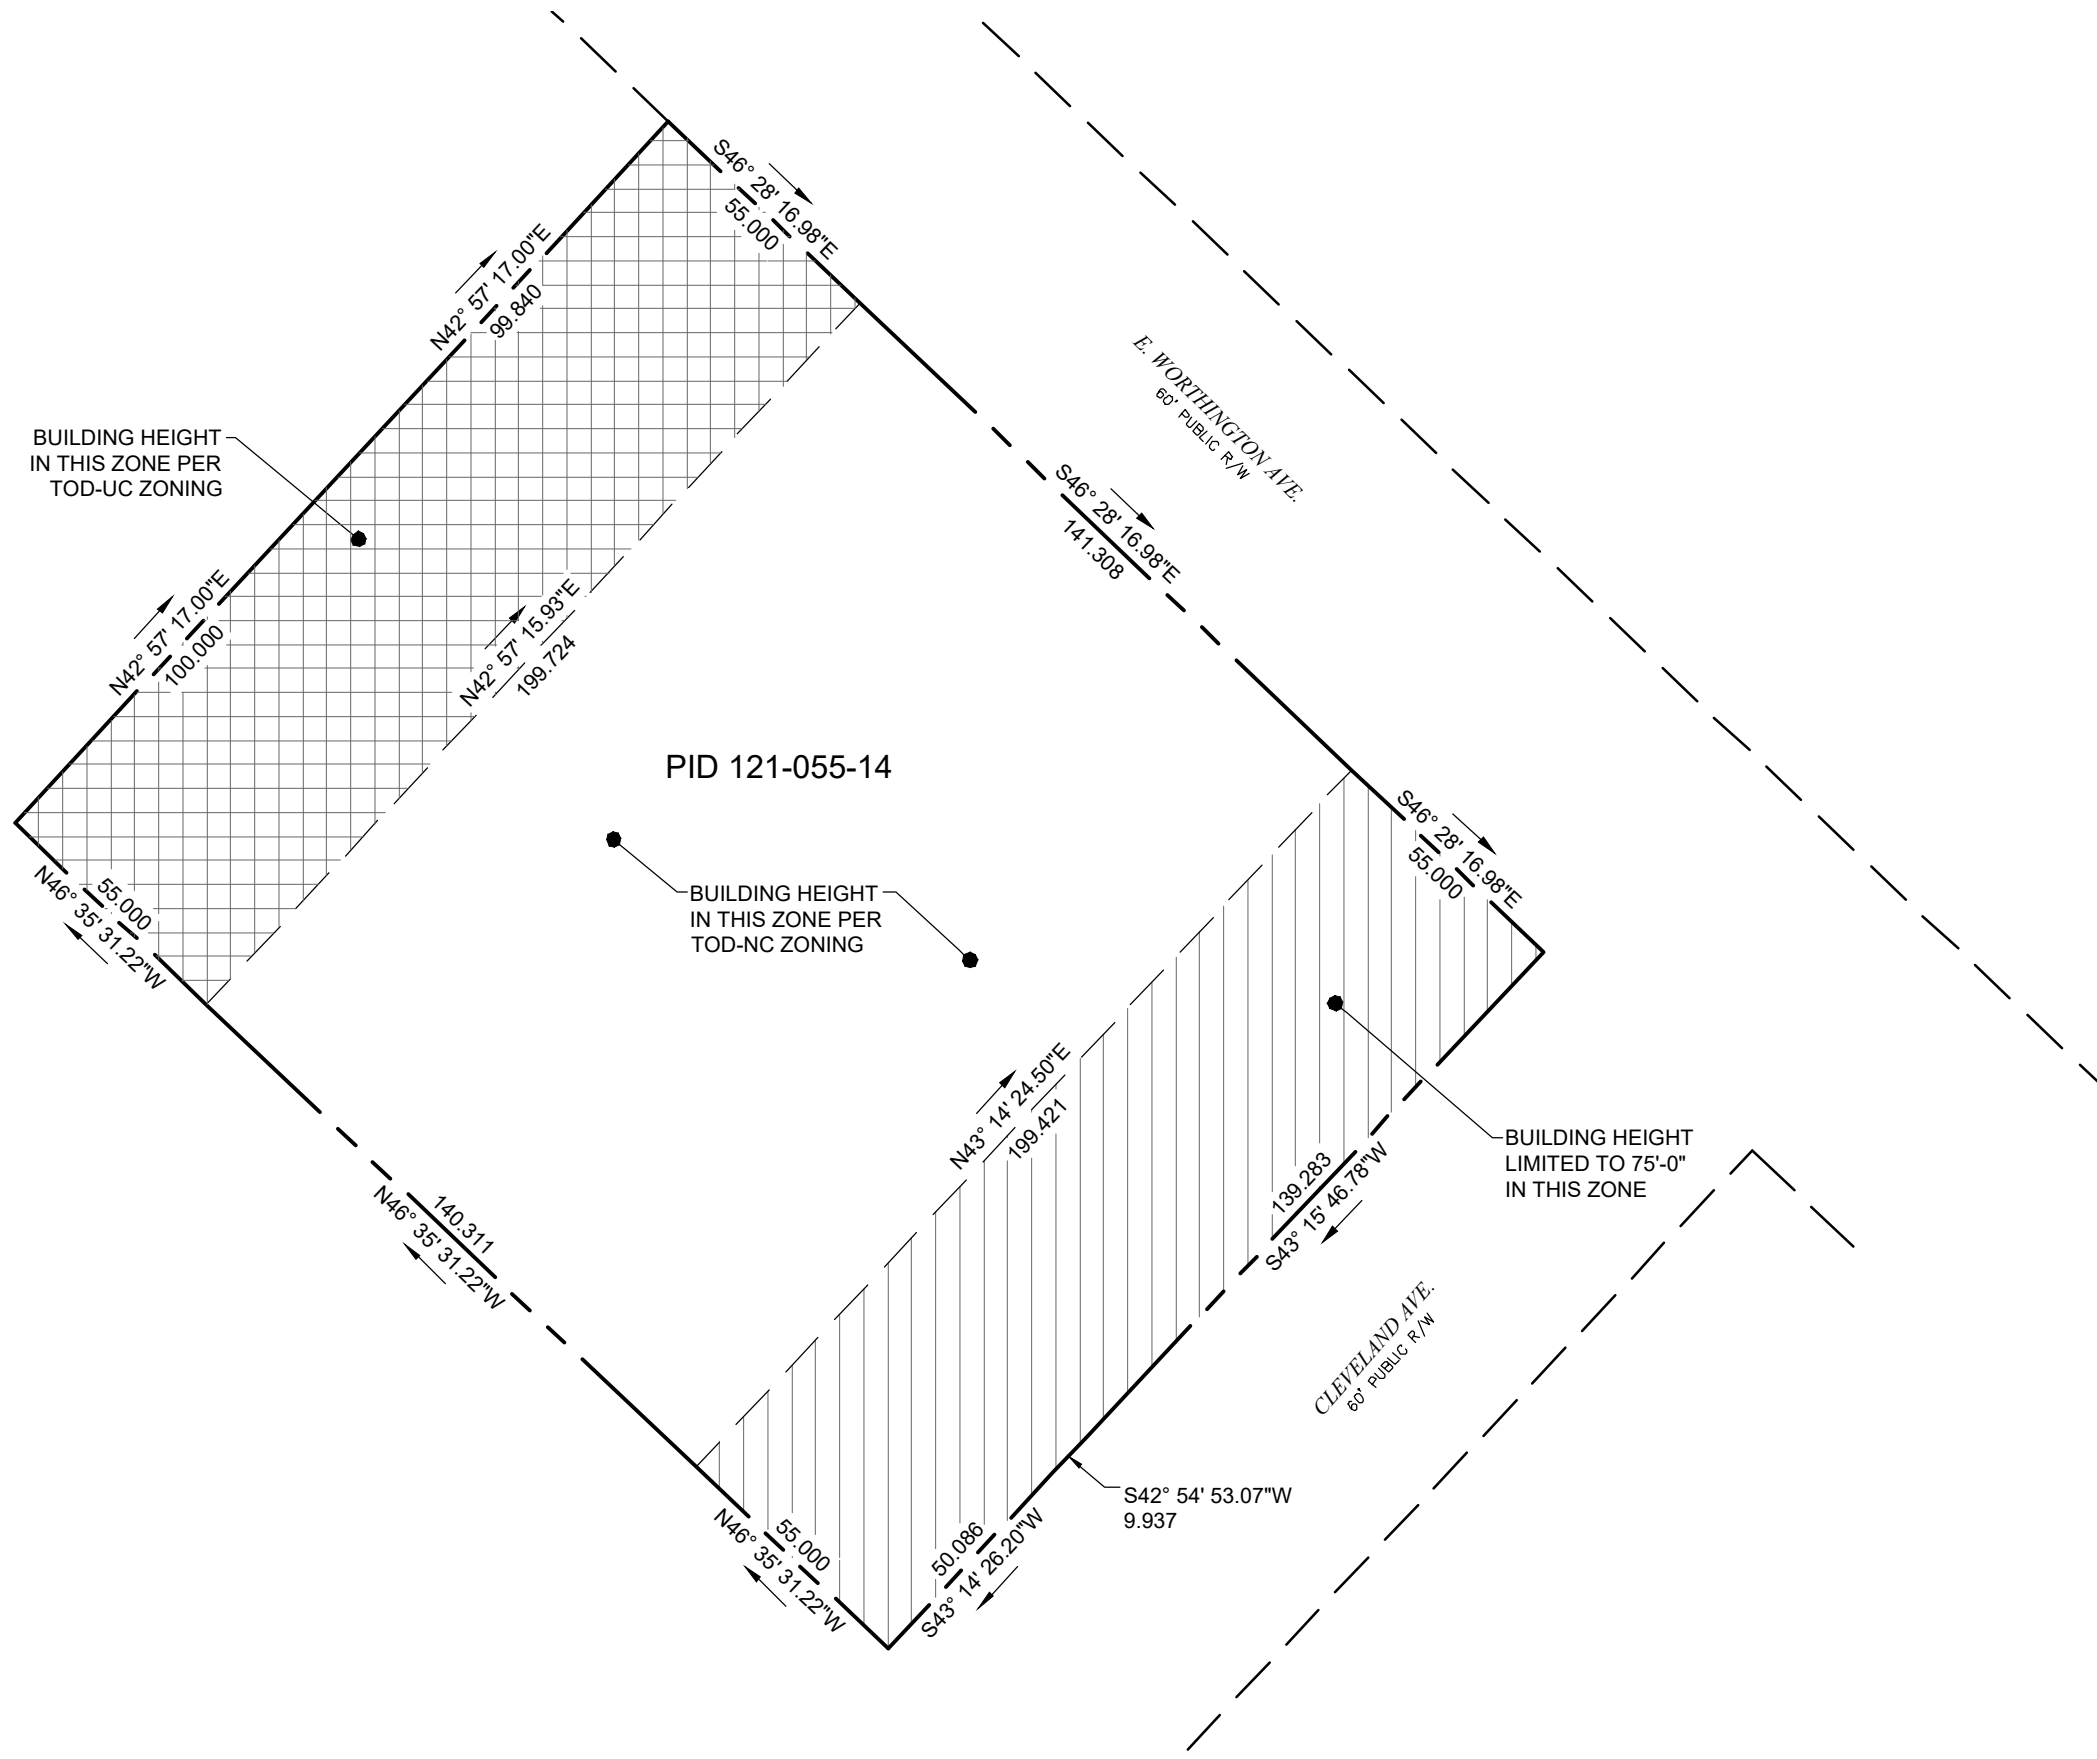 S46° 28' 16.98"E
55.000
N42° 57' 17.00"E
99.840
E. WORTHINGTON AVE.
60' PUBLIC R/W
BUILDING HEIGHT
IN THIS ZONE PER
TOD-UC ZONING
S46° 28' 16.98"E
141.308
N42° 57' 17.00"E
100.000
N42° 57' 15.93"E
199.724
PID 121-055-14
S46° 28' 16.98"E
55.000
55.000
N46° 35' 31.22"W
BUILDING HEIGHT
IN THIS ZONE PER
TOD-NC ZONING
N43° 14' 24.50"E
199.421
BUILDING HEIGHT
LIMITED TO 75'-0"
IN THIS ZONE
139.283
S43° 15' 46.78"W
140.311
N46° 35' 31.22"W
CLEVELAND AVE.
60' PUBLIC R/W
S42° 54' 53.07"W
9.937
55.000
N46° 35' 31.22"W
50.086
S43° 14' 26.20"W